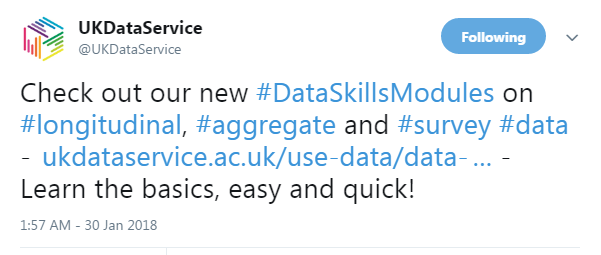 UKDataService
@UKDataService
Following
Check out our new #DataSkillsModules on
#longitudinal, #aggregate and #survey #data
- ukdataservice.ac.uk/use-data/data-... -
Learn the basics, easy and quick!
1:57 AM - 30 Jan 2018